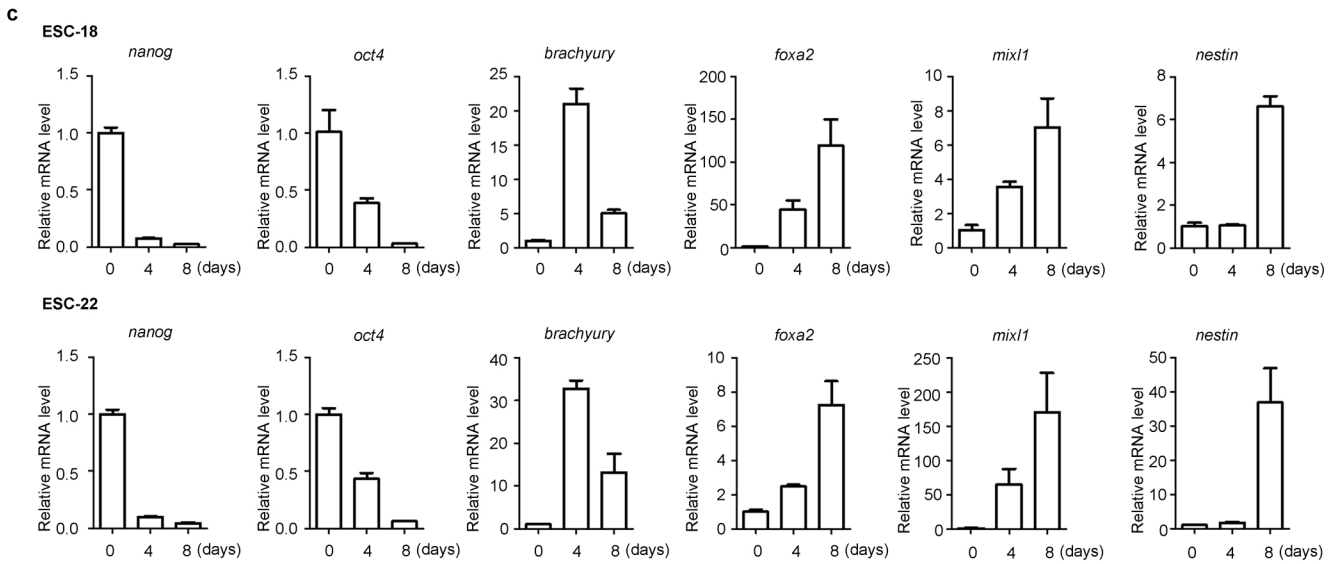 c
ESC-18
nanog
oct4
brachyury
foxa2
mixl1
nestin
Relative mRNA level
1.5
1.0
0.5
0.0
0 4 8 (days)
Relative mRNA level
1.5
1.0
0.5
0.0
0 4 8 (days)
Relative mRNA level
25
20
15
10
5
0
0 4 8 (days)
Relative mRNA level
200
150
100
50
0
0 4 8 (days)
Relative mRNA level
10
8
6
4
2
0
0 4 8 (days)
Relative mRNA level
8
6
4
2
0
0 4 8 (days)
ESC-22
nanog
oct4
brachyury
foxa2
mixl1
nestin
Relative mRNA level
1.5
1.0
0.5
0.0
0 4 8 (days)
Relative mRNA level
1.5
1.0
0.5
0.0
0 4 8 (days)
Relative mRNA level
40
30
20
10
0
0 4 8 (days)
Relative mRNA level
8
6
4
2
0
0 4 8 (days)
Relative mRNA level
250
200
150
100
50
0
0 4 8 (days)
Relative mRNA level
50
40
30
20
10
0
0 4 8 (days)